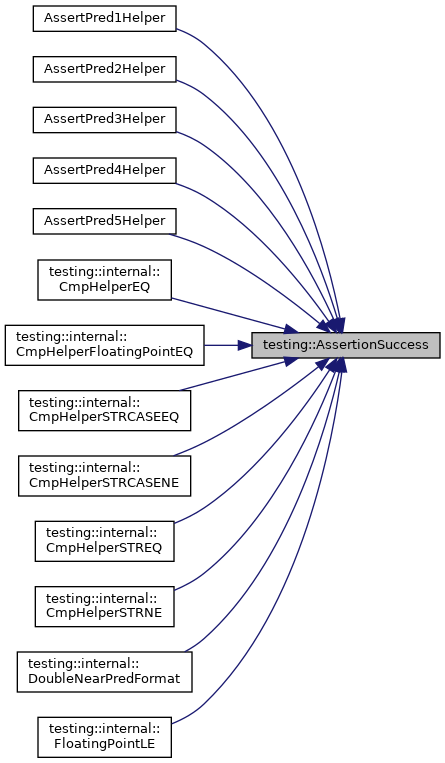 AssertPred1Helper
AssertPred2Helper
AssertPred3Helper
AssertPred4Helper
AssertPred5Helper
testing::internal::
CmpHelperEQ
testing::internal::
CmpHelperFloatingPointEQ
testing::AssertionSuccess
testing::internal::
CmpHelperSTRCASEEQ
testing::internal::
CmpHelperSTRCASENE
testing::internal::
CmpHelperSTREQ
testing::internal::
CmpHelperSTRNE
testing::internal::
DoubleNearPredFormat
testing::internal::
FloatingPointLE